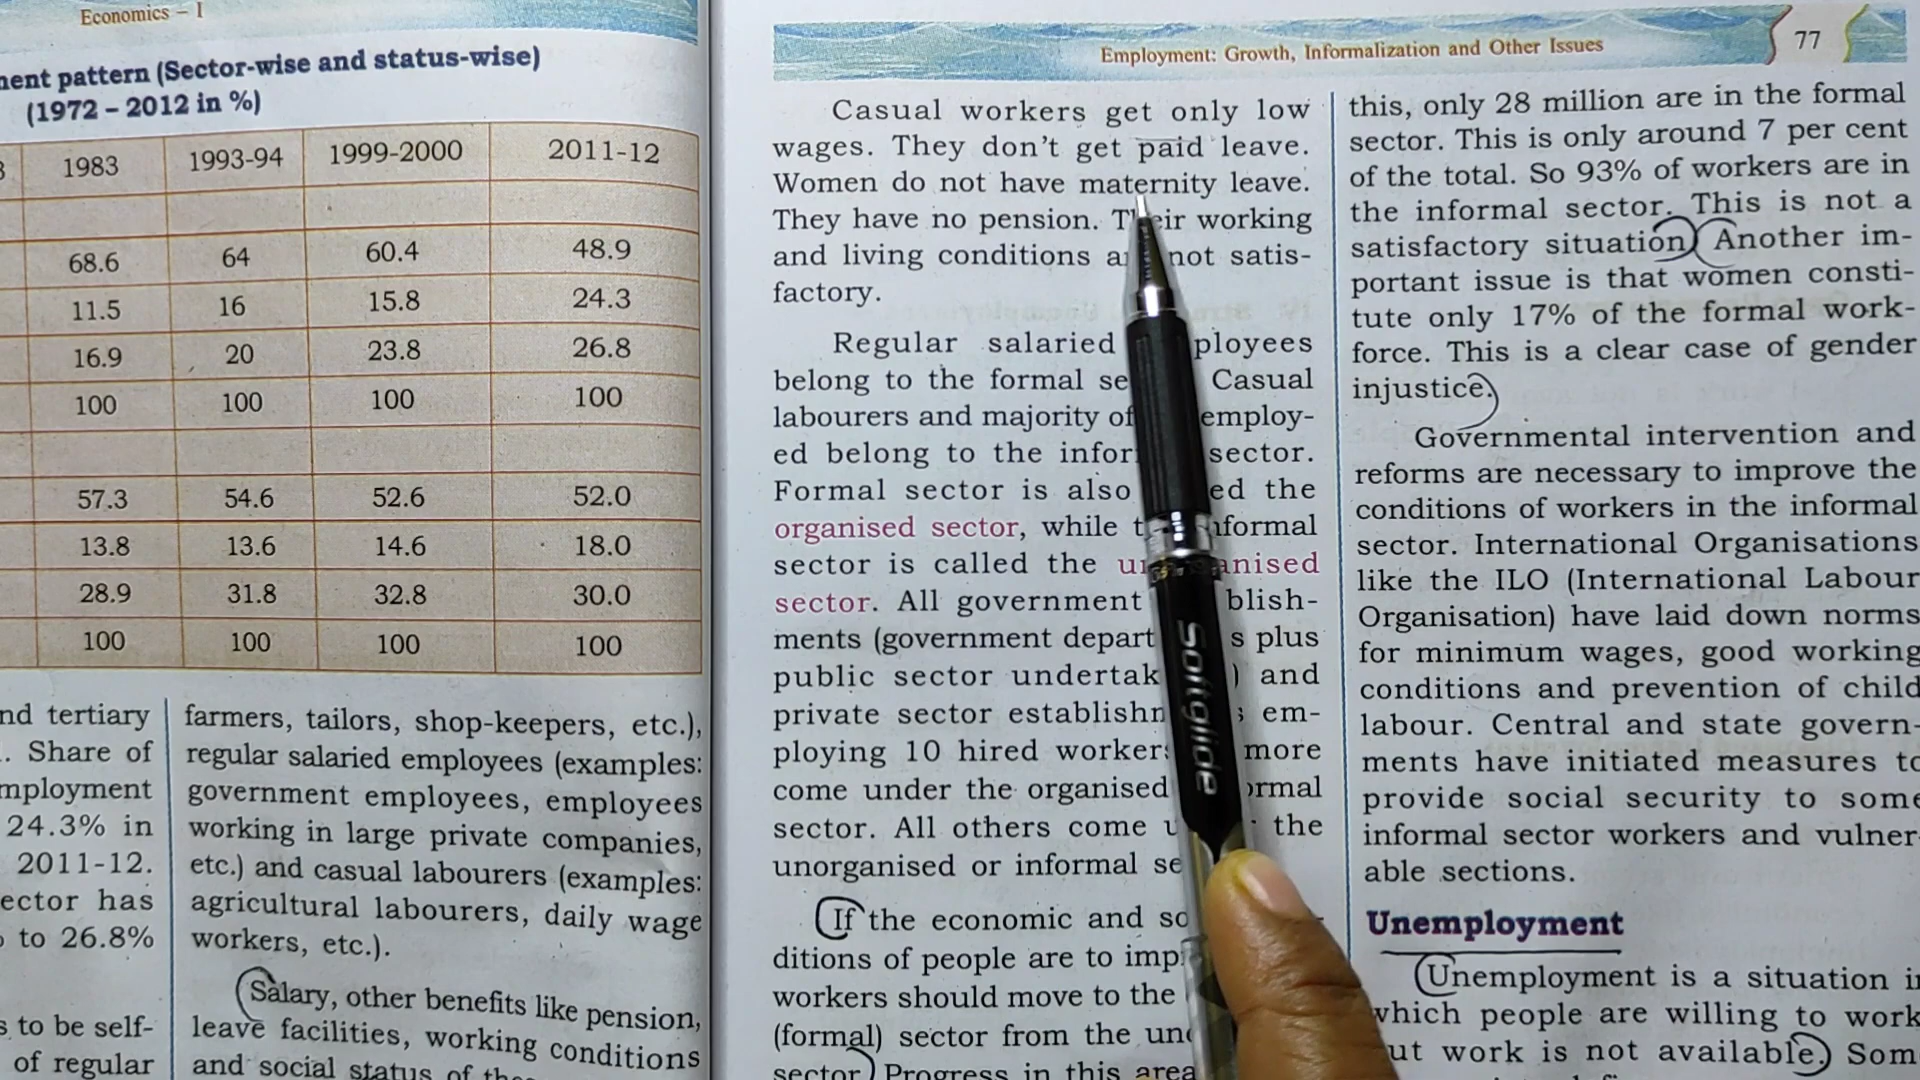 Economics – I
ment pattern (Sector-wise and status-wise)
(1972 – 2012 in %)
1983 1993-94 1999-2000 2011-12
68.6 64 60.4 48.9
11.5 16 15.8 24.3
16.9 20 23.8 26.8
100 100 100 100
57.3 54.6 52.6 52.0
13.8 13.6 14.6 18.0
28.9 31.8 32.8 30.0
100 100 100 100
nd tertiary
. Share of
mployment
24.3% in
2011-12.
ector has
to 26.8%
s to be self-
of regular
farmers, tailors, shop-keepers, etc.),
regular salaried employees (examples:
government employees, employees
working in large private companies,
etc.) and casual labourers (examples:
agricultural labourers, daily wage
workers, etc.).
Salary, other benefits like pension,
leave facilities, working conditions
and social status of
Employment: Growth, Informalization and Other Issues
77
Casual workers get only low
wages. They don't get paid leave.
Women do not have maternity leave.
They have no pension. Their working
and living conditions a not satis-
factory.
Regular salaried ployees
belong to the formal se Casual
labourers and majority of employ-
ed belong to the infor sector.
Formal sector is also ed the
organised sector, while t nformal
sector is called the u anised
sector. All government blish-
ments (government depart s plus
public sector undertak ) and
private sector establishm s em-
ploying 10 hired workers more
come under the organised ormal
sector. All others come u the
unorganised or informal se
If the economic and so
ditions of people are to imp
workers should move to the
(formal) sector from the un
sector. Progress in this area
this, only 28 million are in the formal
sector. This is only around 7 per cent
of the total. So 93% of workers are in
the informal sector. This is not a
satisfactory situation. Another im-
portant issue is that women consti-
tute only 17% of the formal work-
force. This is a clear case of gender
injustice.
Governmental intervention and
reforms are necessary to improve the
conditions of workers in the informal
sector. International Organisations
like the ILO (International Labour
Organisation) have laid down norms
for minimum wages, good working
conditions and prevention of child
labour. Central and state govern-
ments have initiated measures to
provide social security to some
informal sector workers and vulner-
able sections.
Unemployment
Unemployment is a situation in
which people are willing to work
ut work is not available. Som
Softglide